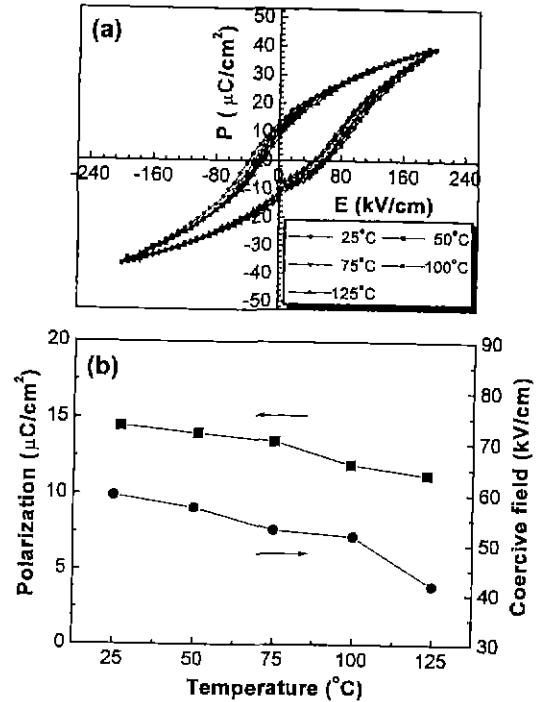 (a)
P (μC/cm²)
50
40
30
20
10
0
-10
-20
-30
-40
-50
-240 -160 -80 0 80 160 240
E (kV/cm)
25°C 50°C
75°C 100°C
125°C
(b)
Polarization (μC/cm²)
20
15
10
5
0
Coercive field (kV/cm)
90
80
70
60
50
40
30
25 50 75 100 125
Temperature (°C)